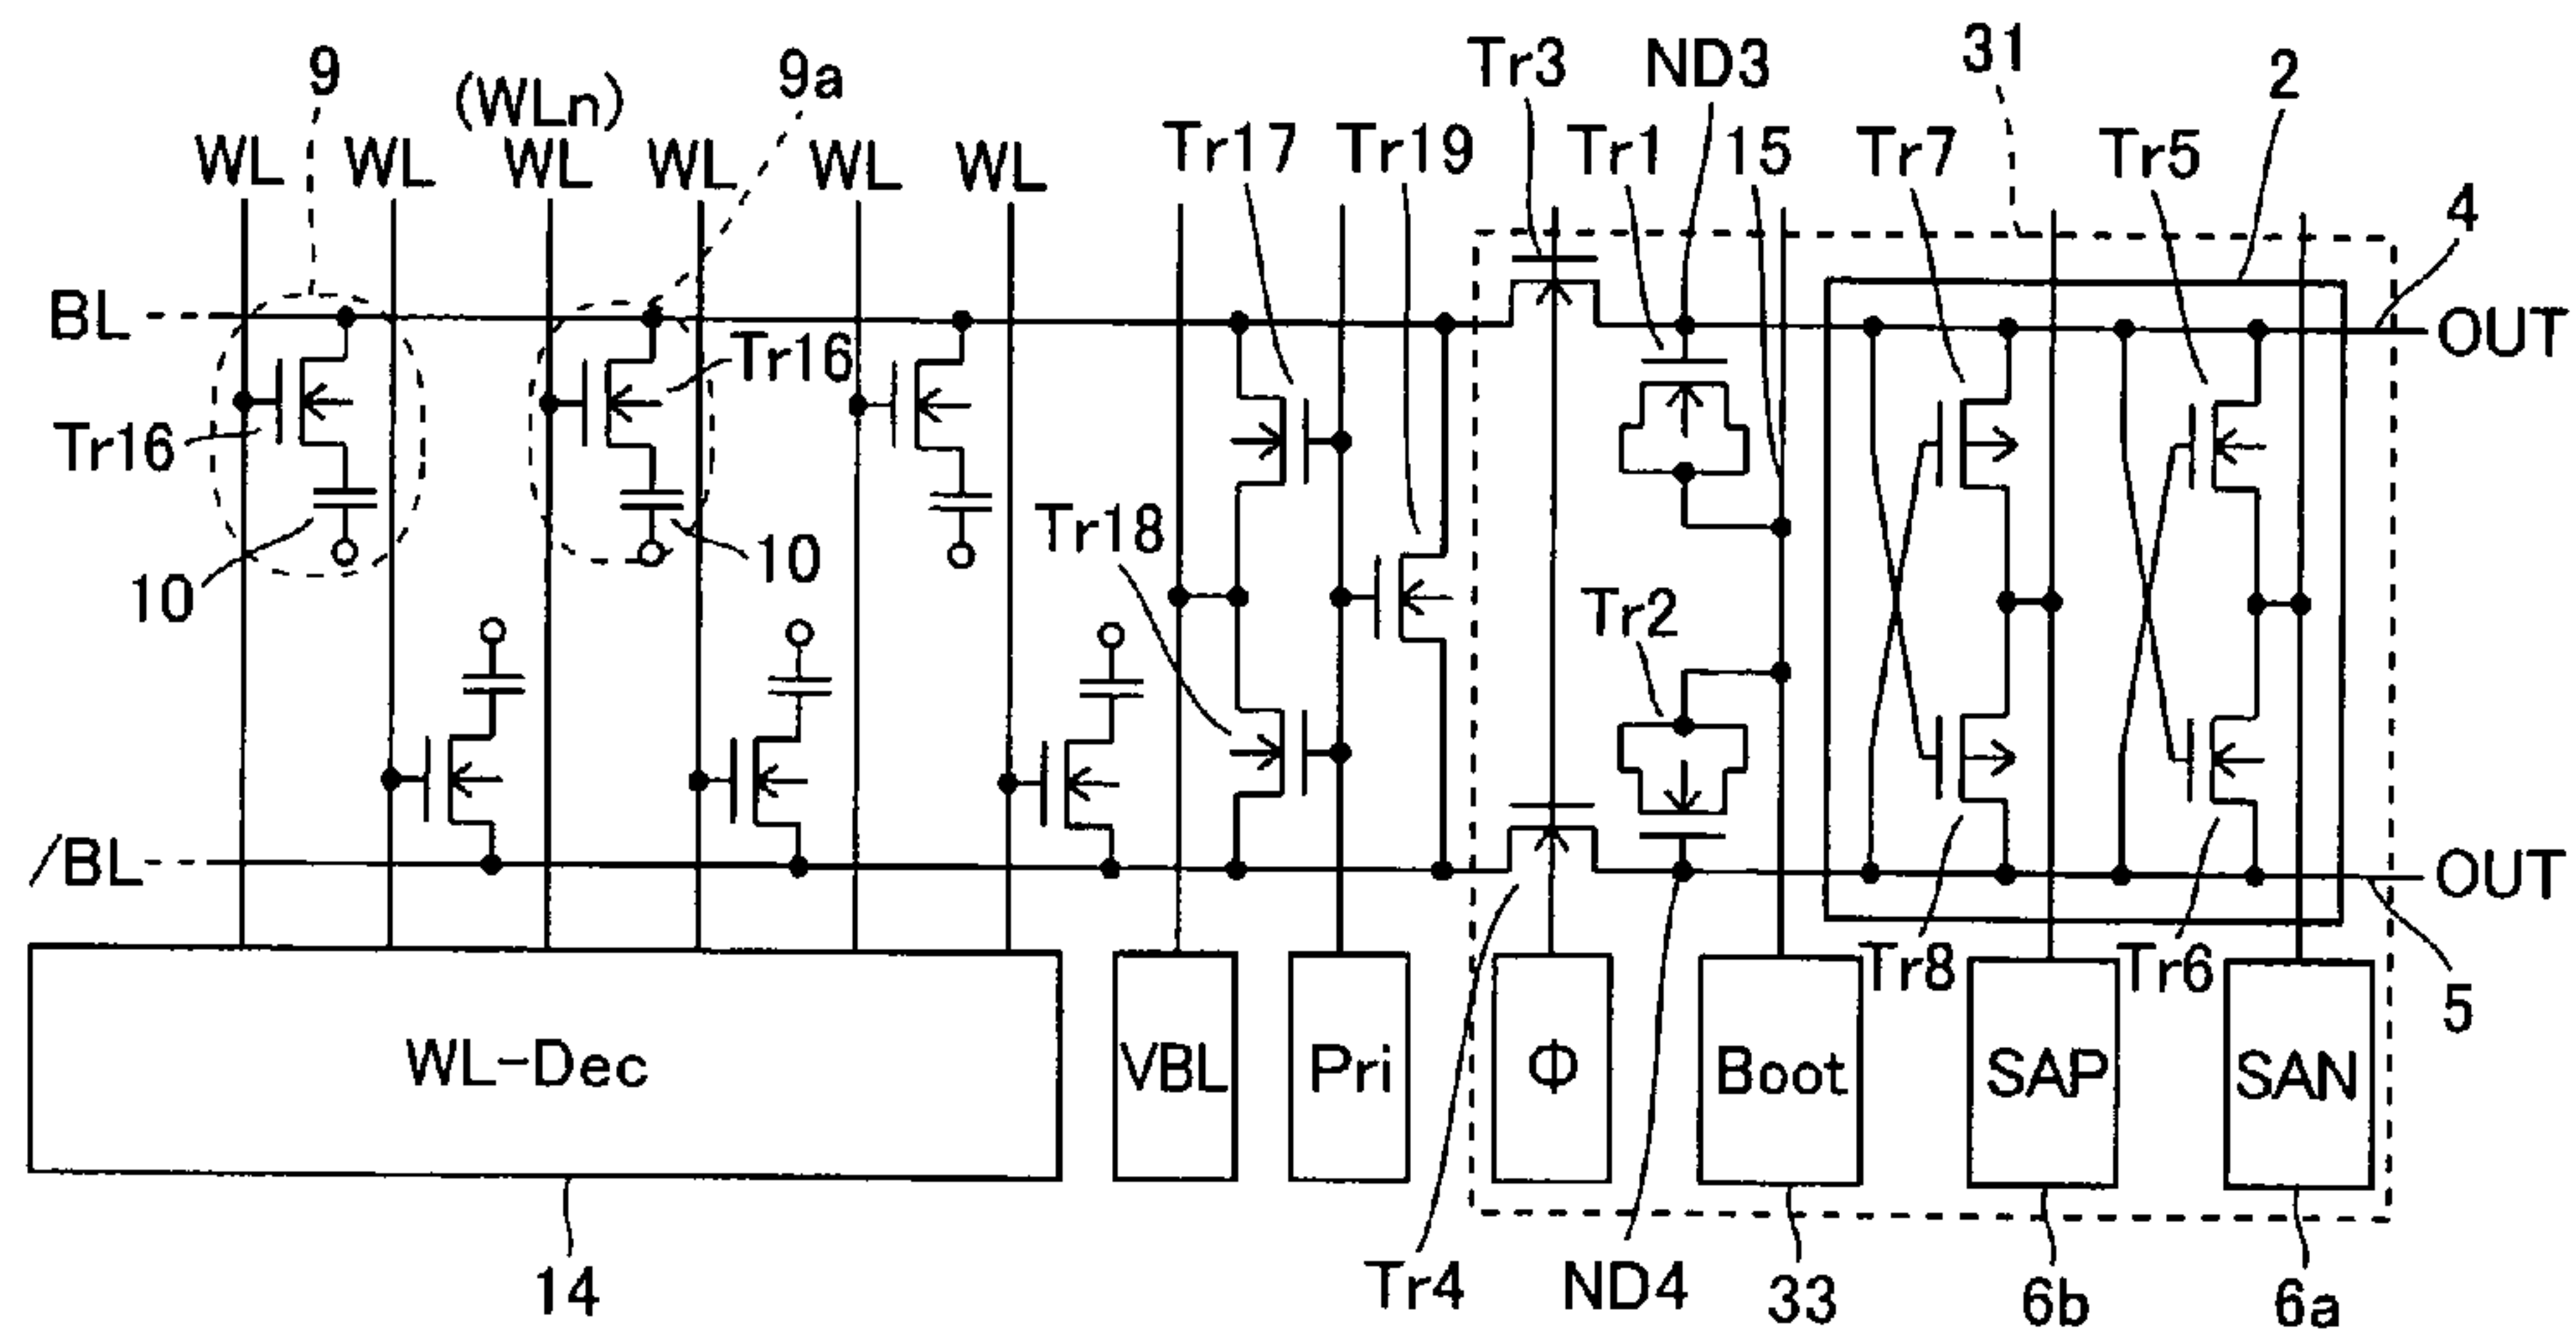 9
(WLn)
9a
Tr3
ND3
31
2
WL
WL
WL
WL
WL
WL
Tr17
Tr19
Tr1
15
Tr7
Tr5
4
BL
OUT
Tr16
Tr16
10
10
Tr18
Tr2
/BL
OUT
Tr8
Tr6
5
WL-Dec
VBL
Pri
Φ
Boot
SAP
SAN
14
Tr4
ND4
33
6b
6a